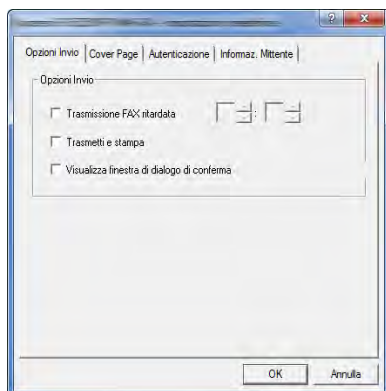 Opzioni Invio Cover Page Autenticazione Informaz. Mittente
Opzioni Invio
Trasmissione FAX ritardata :
Trasmetti e stampa
Visualizza finestra di dialogo di conferma
OK Annulla